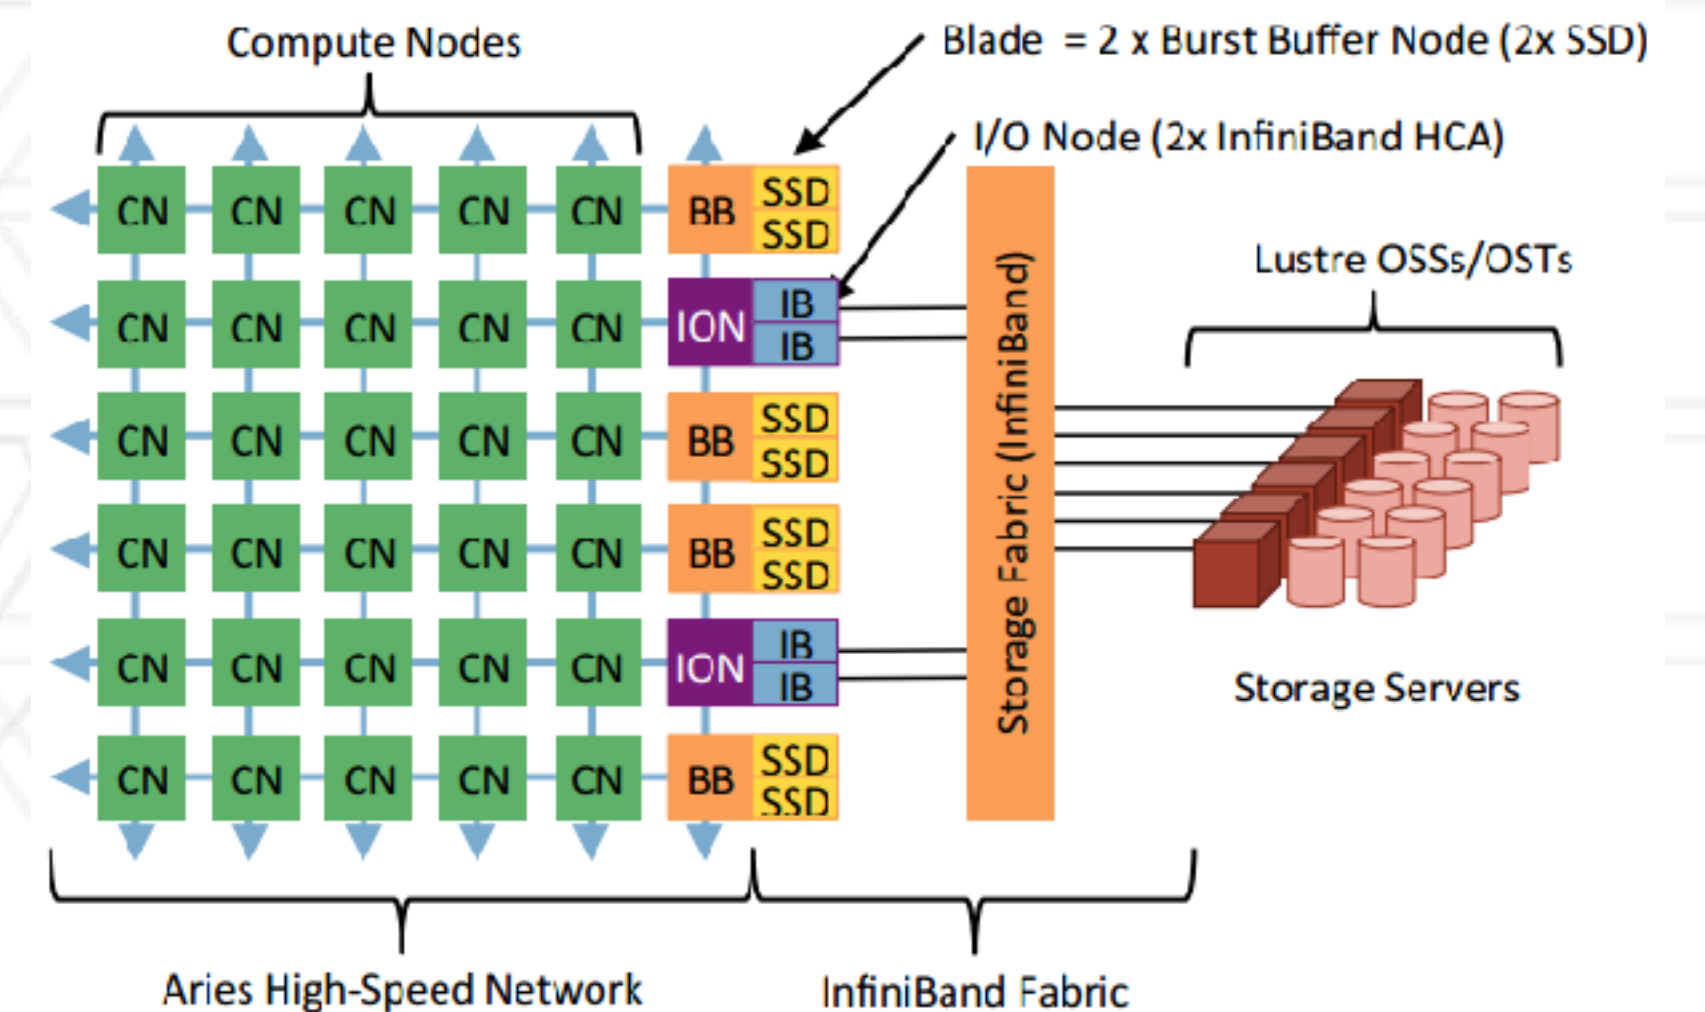 Compute Nodes
Blade = 2 x Burst Buffer Node (2x SSD)
I/O Node (2x InfiniBand HCA)
CN CN CN CN CN BB SSD
SSD
CN CN CN CN CN ION IB
IB
CN CN CN CN CN BB SSD
SSD
CN CN CN CN CN BB SSD
SSD
CN CN CN CN CN ION IB
IB
CN CN CN CN CN BB SSD
SSD
Storage Fabric (InfiniBand)
Lustre OSSs/OSTs
Storage Servers
Aries High-Speed Network
InfiniBand Fabric